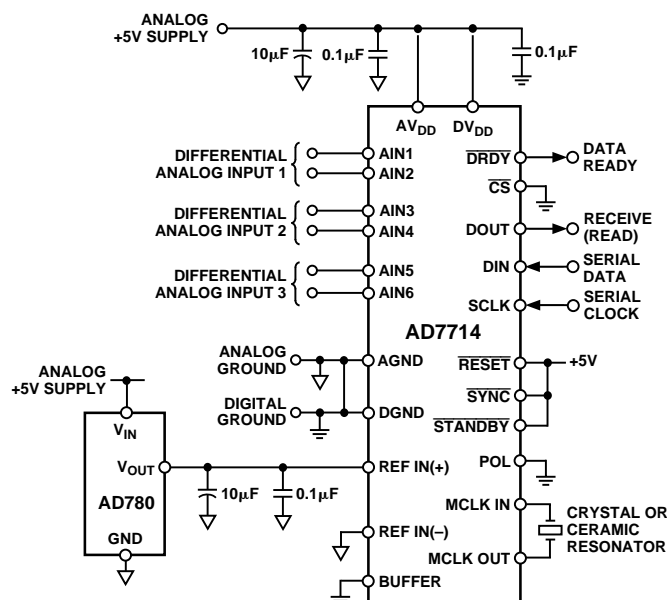 ANALOG
+5V SUPPLY
10µF
0.1µF
0.1µF
AVDD
DVDD
DIFFERENTIAL
ANALOG INPUT 1
AIN1
AIN2
DRDY
DATA
READY
CS
DIFFERENTIAL
ANALOG INPUT 2
AIN3
AIN4
DOUT
RECEIVE
(READ)
DIN
SERIAL
DATA
DIFFERENTIAL
ANALOG INPUT 3
AIN5
AIN6
SCLK
SERIAL
CLOCK
AD7714
ANALOG
GROUND
AGND
RESET
+5V
SYNC
DIGITAL
GROUND
DGND
STANDBY
ANALOG
+5V SUPPLY
VIN
VOUT
AD780
GND
10µF
0.1µF
REF IN(+)
POL
MCLK IN
CRYSTAL OR
CERAMIC
RESONATOR
REF IN(–)
MCLK OUT
BUFFER